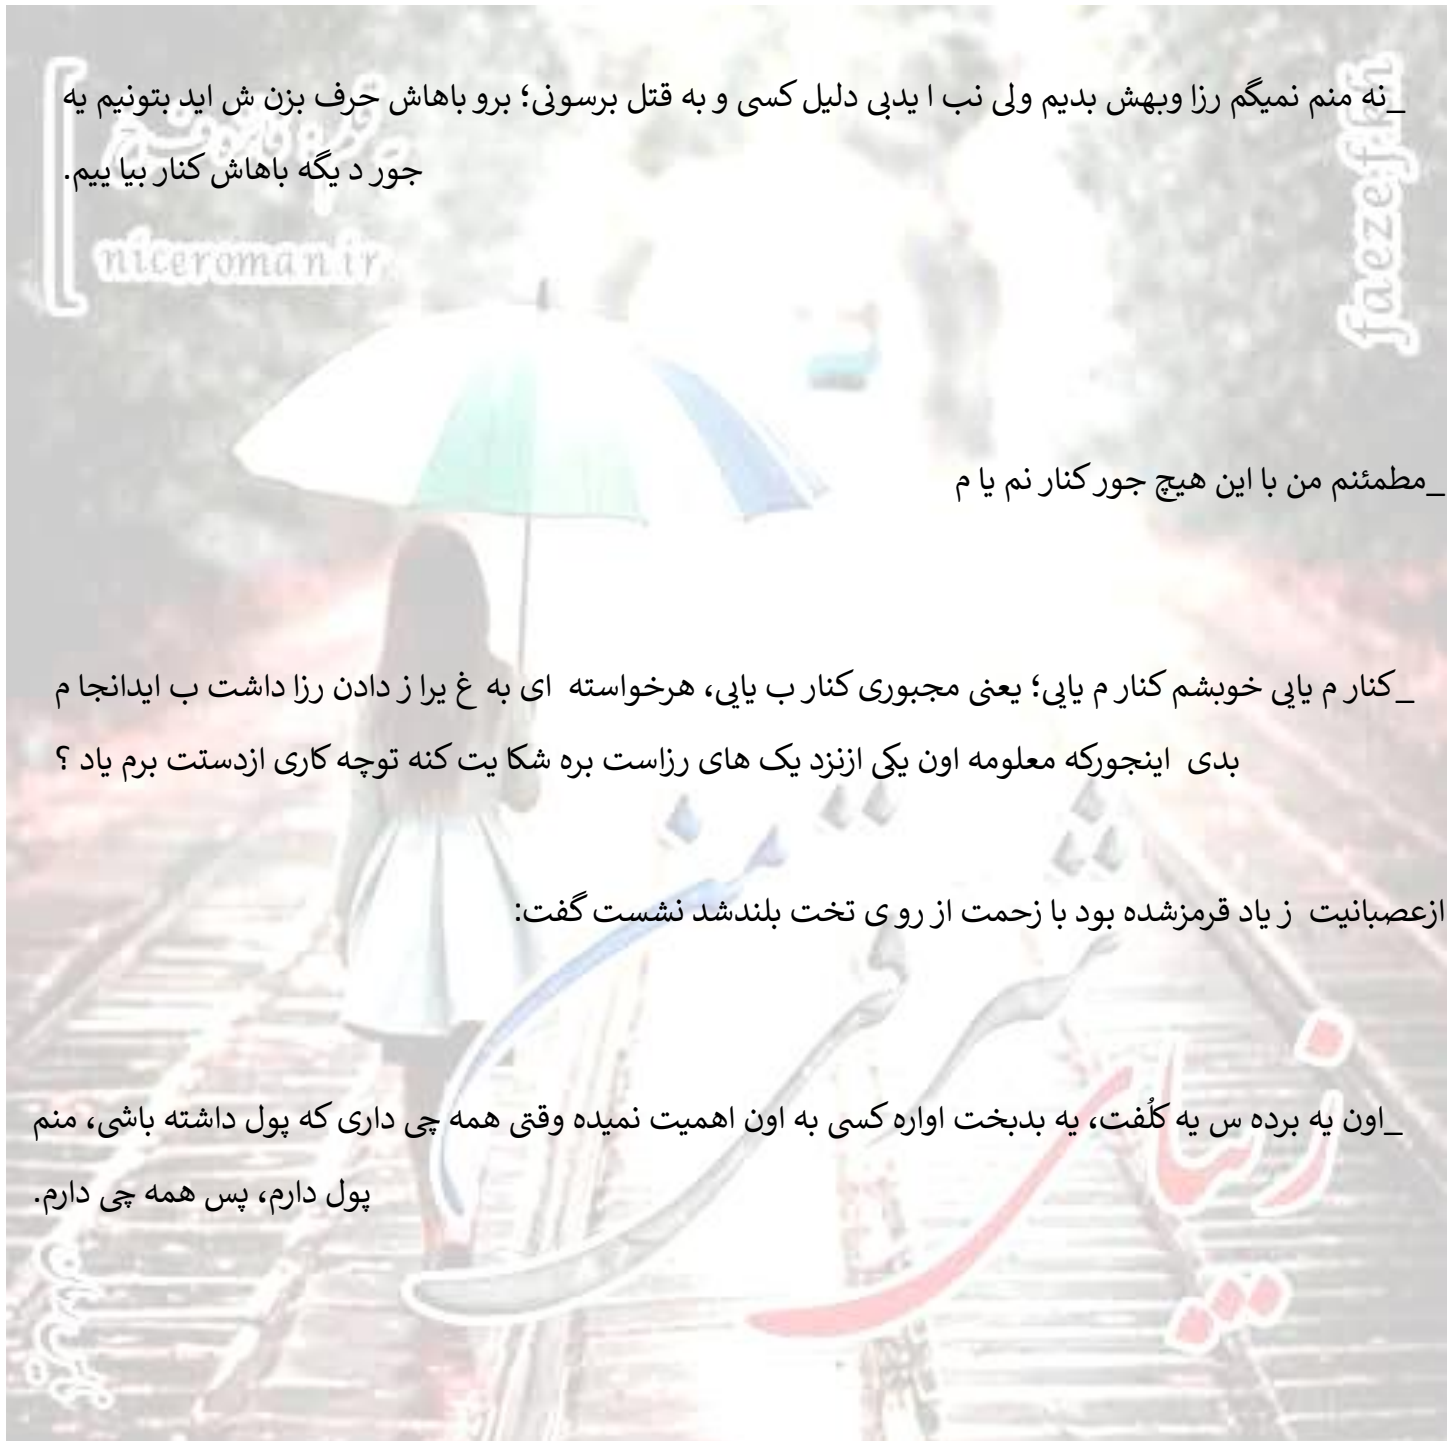 _نه منم نمیگم رزا وبهش بدیم ولی نب ا یدبی دلیل کسی و به قتل برسونی؛ برو باهاش حرف بزن ش اید بتونیم یه
جور د یگه باهاش کنار بیا ییم.
niceroman.ir
faezeffkh
_مطمئنم من با این هیچ جور کنار نم یا م
_کنار م یایی خوبشم کنار م یایی؛ یعنی مجبوری کنار ب یایی، هرخواسته ای به غ یرا ز دادن رزا داشت ب ایدانجا م
بدی اینجورکه معلومه اون یکی ازنزد یک های رزاست بره شکا یت کنه توچه کاری ازدستت برم یاد ؟
ازعصبانیت ز یاد قرمزشده بود با زحمت از رو ی تخت بلندشد نشست گفت:
زیبای
شرقی
من
_اون یه برده س یه کلُفت، یه بدبخت اواره کسی به اون اهمیت نمیده وقتی همه چی داری که پول داشته باشی، منم
پول دارم، پس همه چی دارم.